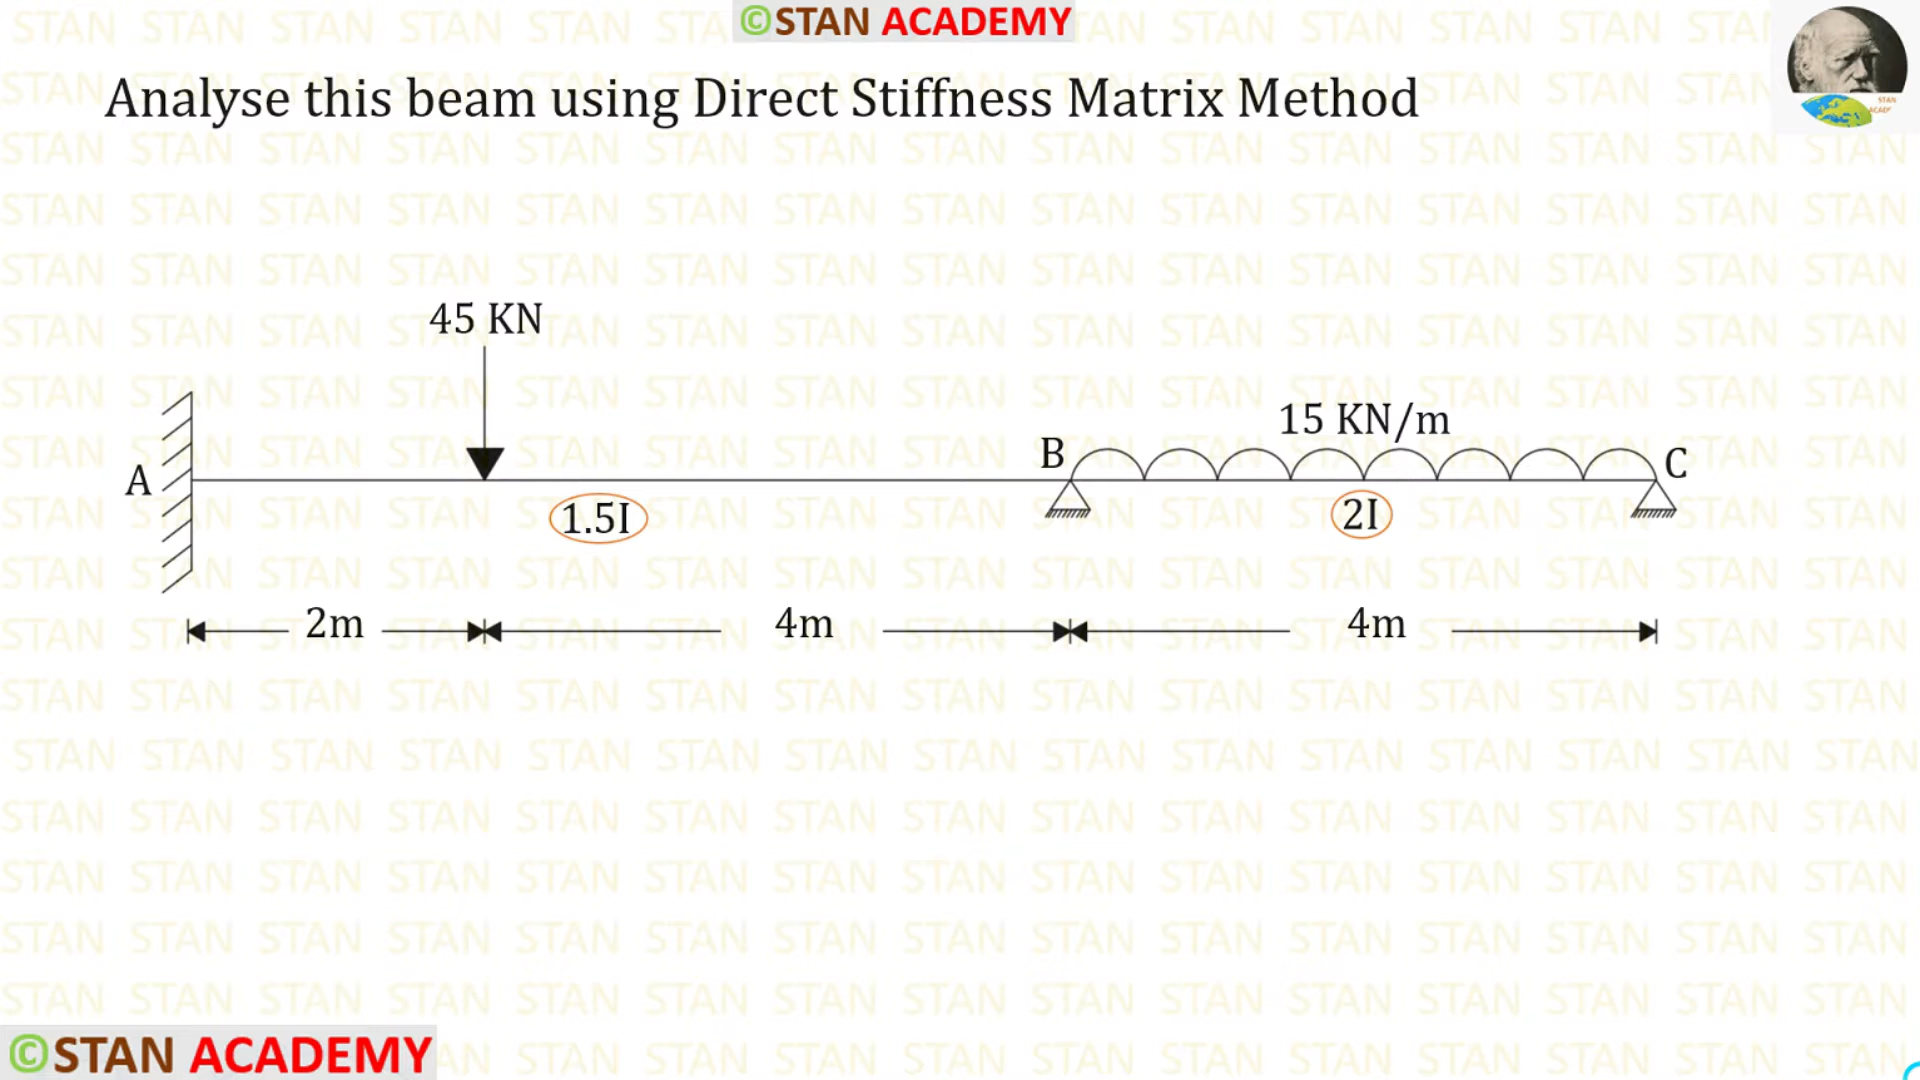 ©STAN ACADEMY
Analyse this beam using Direct Stiffness Matrix Method
45 KN
15 KN/m
B
C
A
1.5I
2I
2m
4m
4m
©STAN ACADEMY